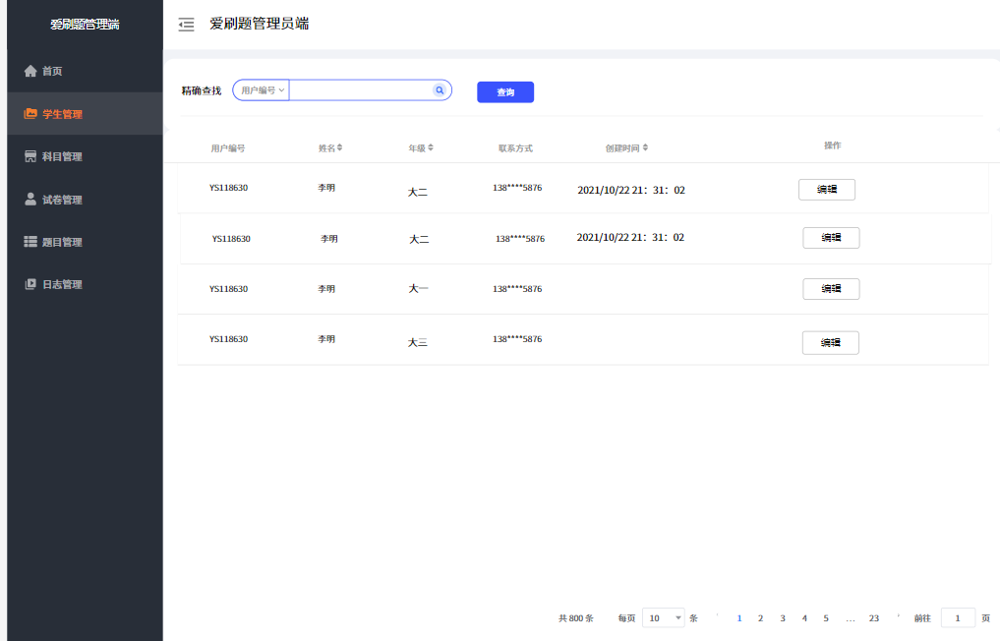 爱刷题管理端
爱刷题管理员端
首页
学生管理
科目管理
试卷管理
题目管理
日志管理
精确查找 用户编号 查询
用户编号 姓名 年级 联系方式 创建时间 操作
YS118630 李明 大二 138****5876 2021/10/22 21：31：02 编辑
YS118630 李明 大二 138****5876 2021/10/22 21：31：02 编辑
YS118630 李明 大一 138****5876 编辑
YS118630 李明 大三 138****5876 编辑
共 800 条 每页 10 条 1 2 3 4 5 … 23 前往 1 页